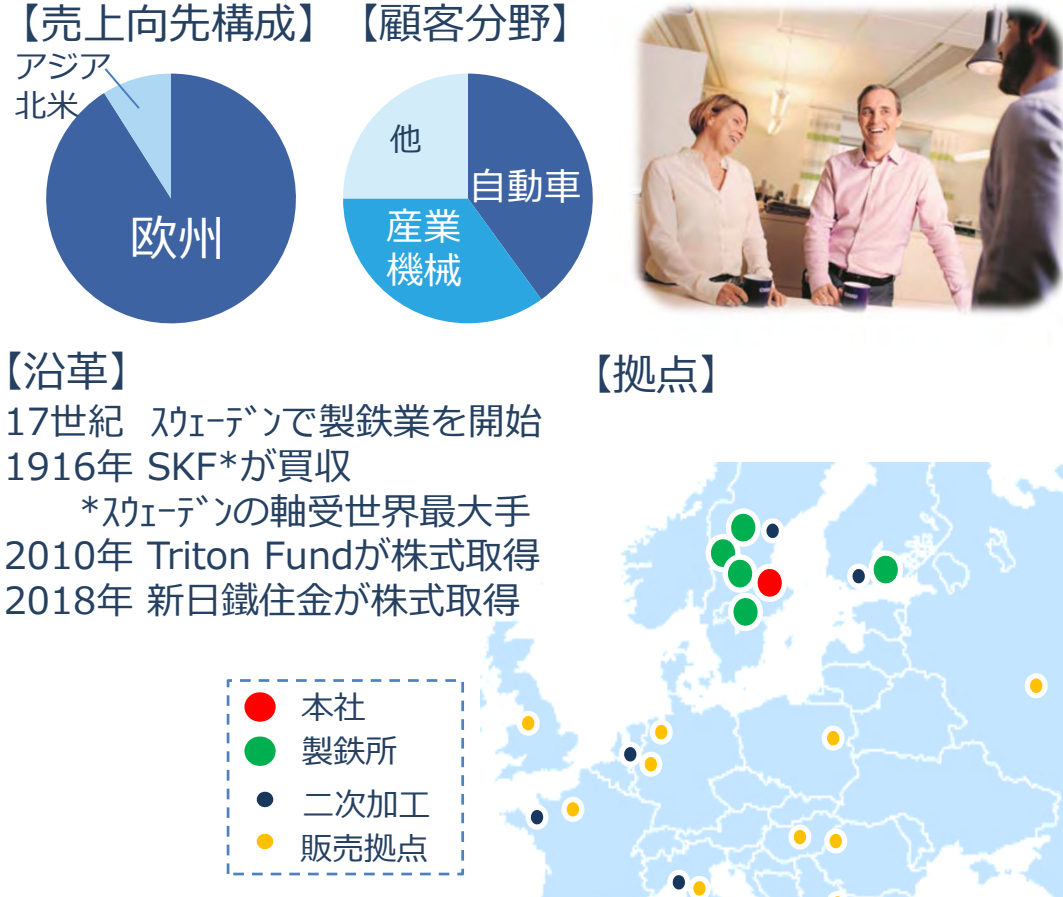 【売上向先構成】
アジア
北米
欧州
【顧客分野】
他
自動車
産業
機械
【沿革】
17世紀 ｽｳｪｰﾃﾞﾝで製鉄業を開始
1916年 SKF*が買収
*ｽｳｪｰﾃﾞﾝの軸受世界最大手
2010年 Triton Fundが株式取得
2018年 新日鐵住金が株式取得
【拠点】
本社
製鉄所
二次加工
販売拠点